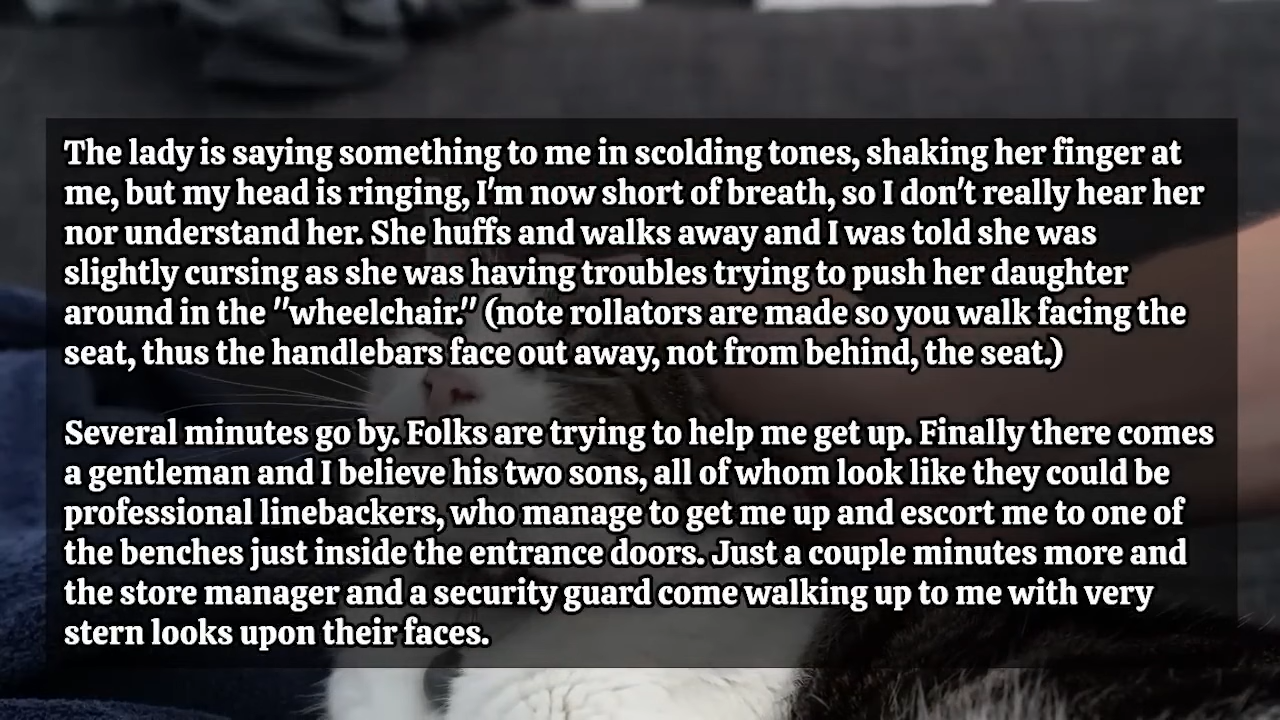 The lady is saying something to me in scolding tones, shaking her finger at
me, but my head is ringing, I'm now short of breath, so I don't really hear her
nor understand her. She huffs and walks away and I was told she was
slightly cursing as she was having troubles trying to push her daughter
around in the "wheelchair." (note rollators are made so you walk facing the
seat, thus the handlebars face out away, not from behind, the seat.)
Several minutes go by. Folks are trying to help me get up. Finally there comes
a gentleman and I believe his two sons, all of whom look like they could be
professional linebackers, who manage to get me up and escort me to one of
the benches just inside the entrance doors. Just a couple minutes more and
the store manager and a security guard come walking up to me with very
stern looks upon their faces.